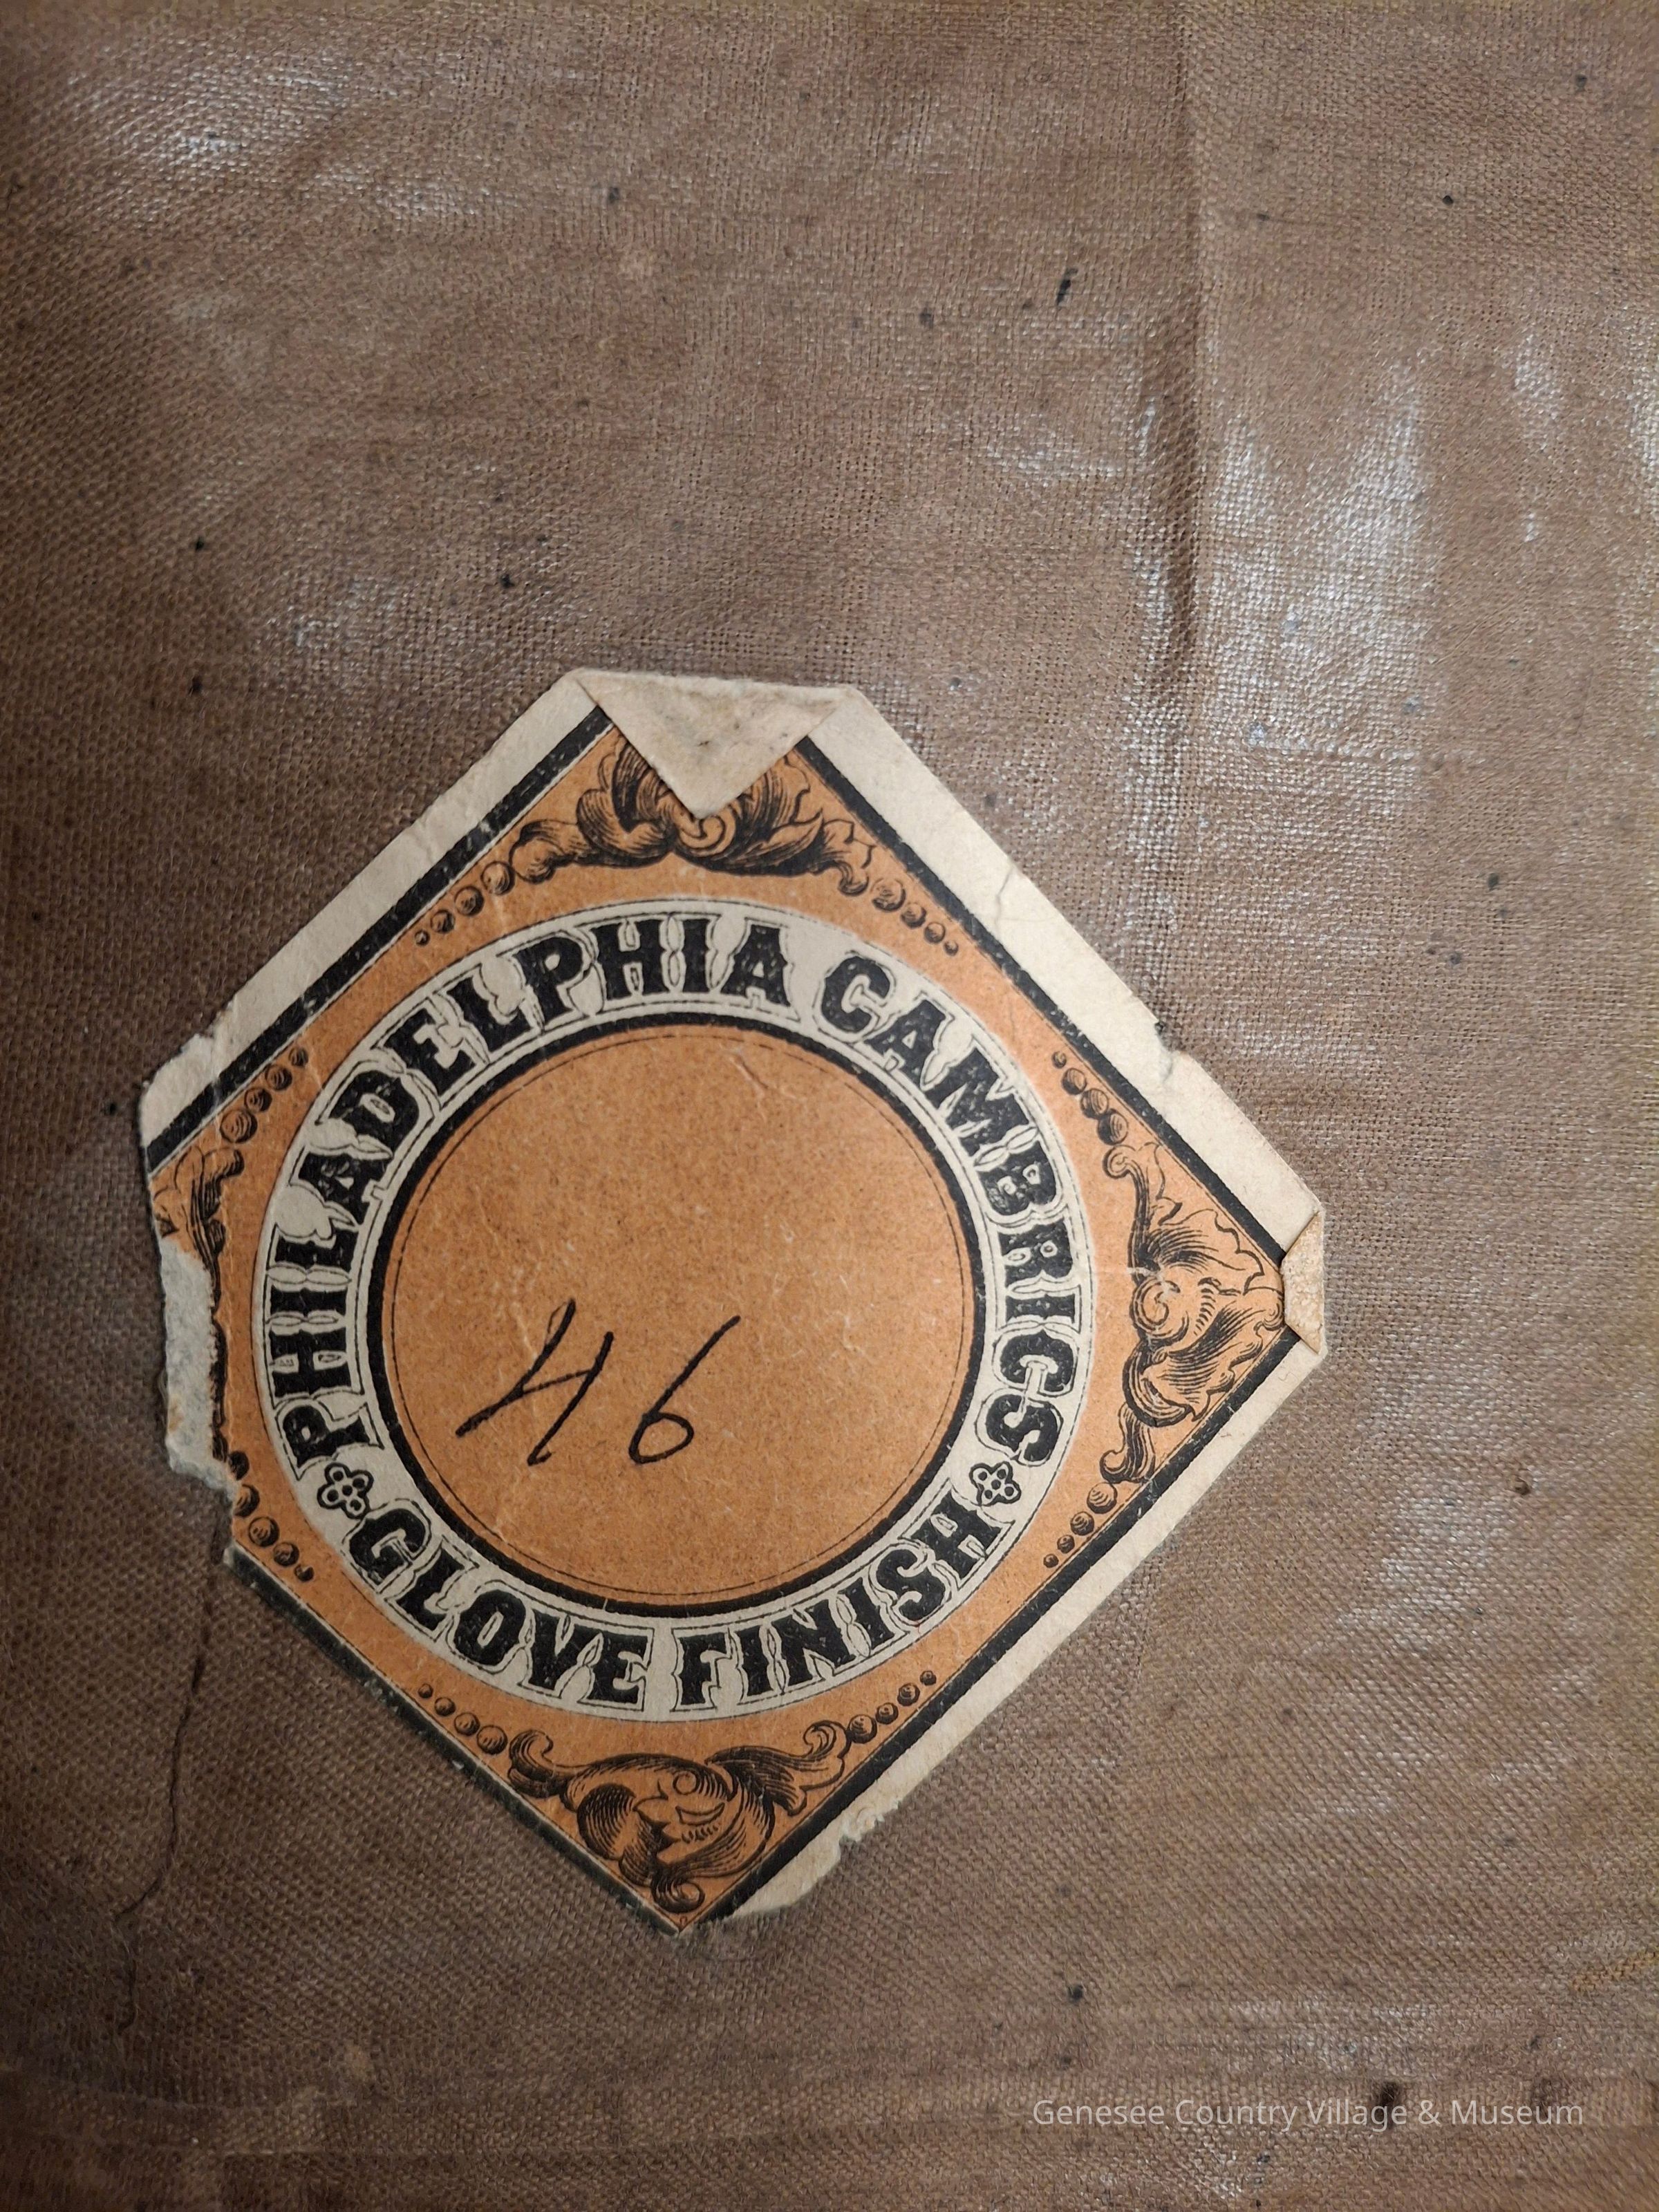 PHILADELPHIA CAMBRICS
46
GLOVE FINISH
Genesee Country Village & Museum